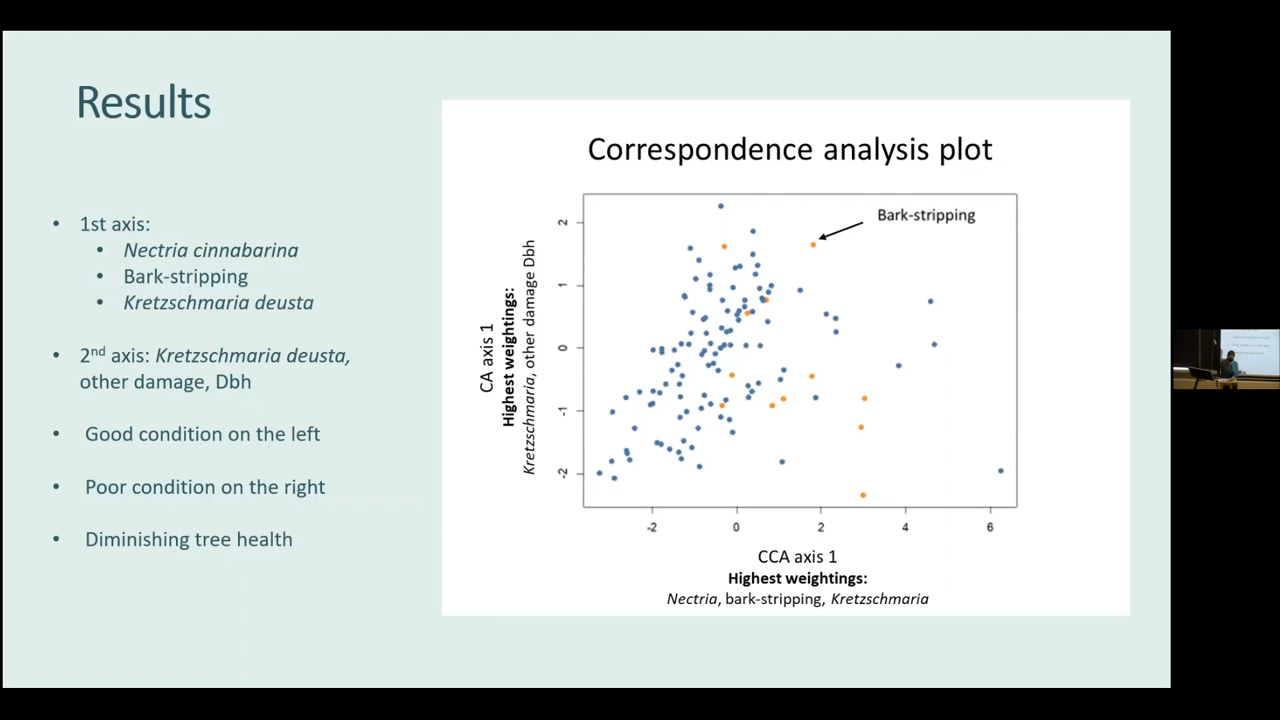 Results
• 1st axis:
• Nectria cinnabarina
• Bark-stripping
• Kretzschmaria deusta
• 2nd axis: Kretzschmaria deusta,
other damage, Dbh
• Good condition on the left
• Poor condition on the right
• Diminishing tree health
Correspondence analysis plot
Bark-stripping
CA axis 1
Highest weightings:
Kretzschmaria, other damage Dbh
2
1
0
-1
-2
-2 0 2 4 6
CCA axis 1
Highest weightings:
Nectria, bark-stripping, Kretzschmaria